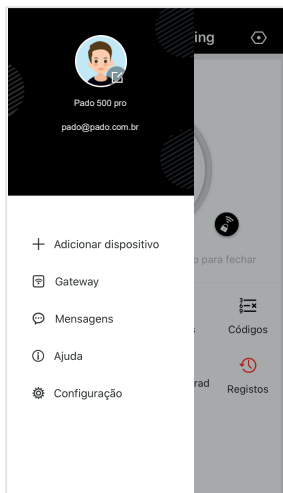 ing
Pado 500 pro
pado@pado.com.br
Adicionar dispositivo
o para fechar
Gateway
Mensagens
s
Códigos
Ajuda
rad
Registos
Configuração